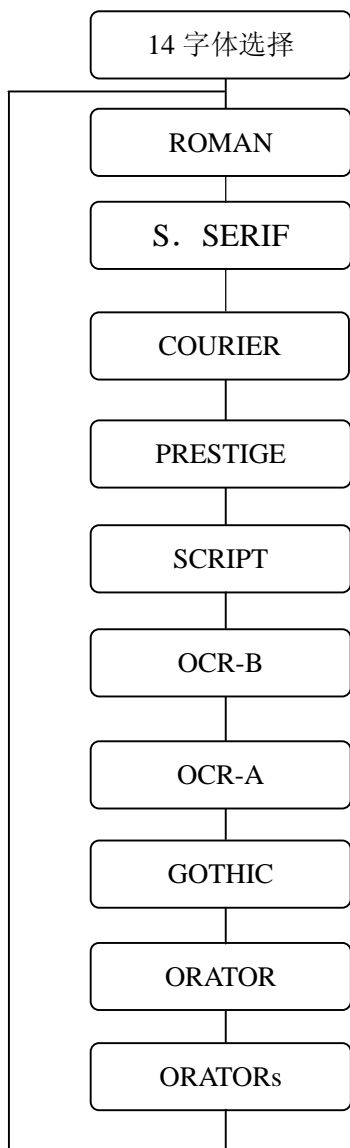 14 字体选择
ROMAN
S．SERIF
COURIER
PRESTIGE
SCRIPT
OCR-B
OCR-A
GOTHIC
ORATOR
ORATORs